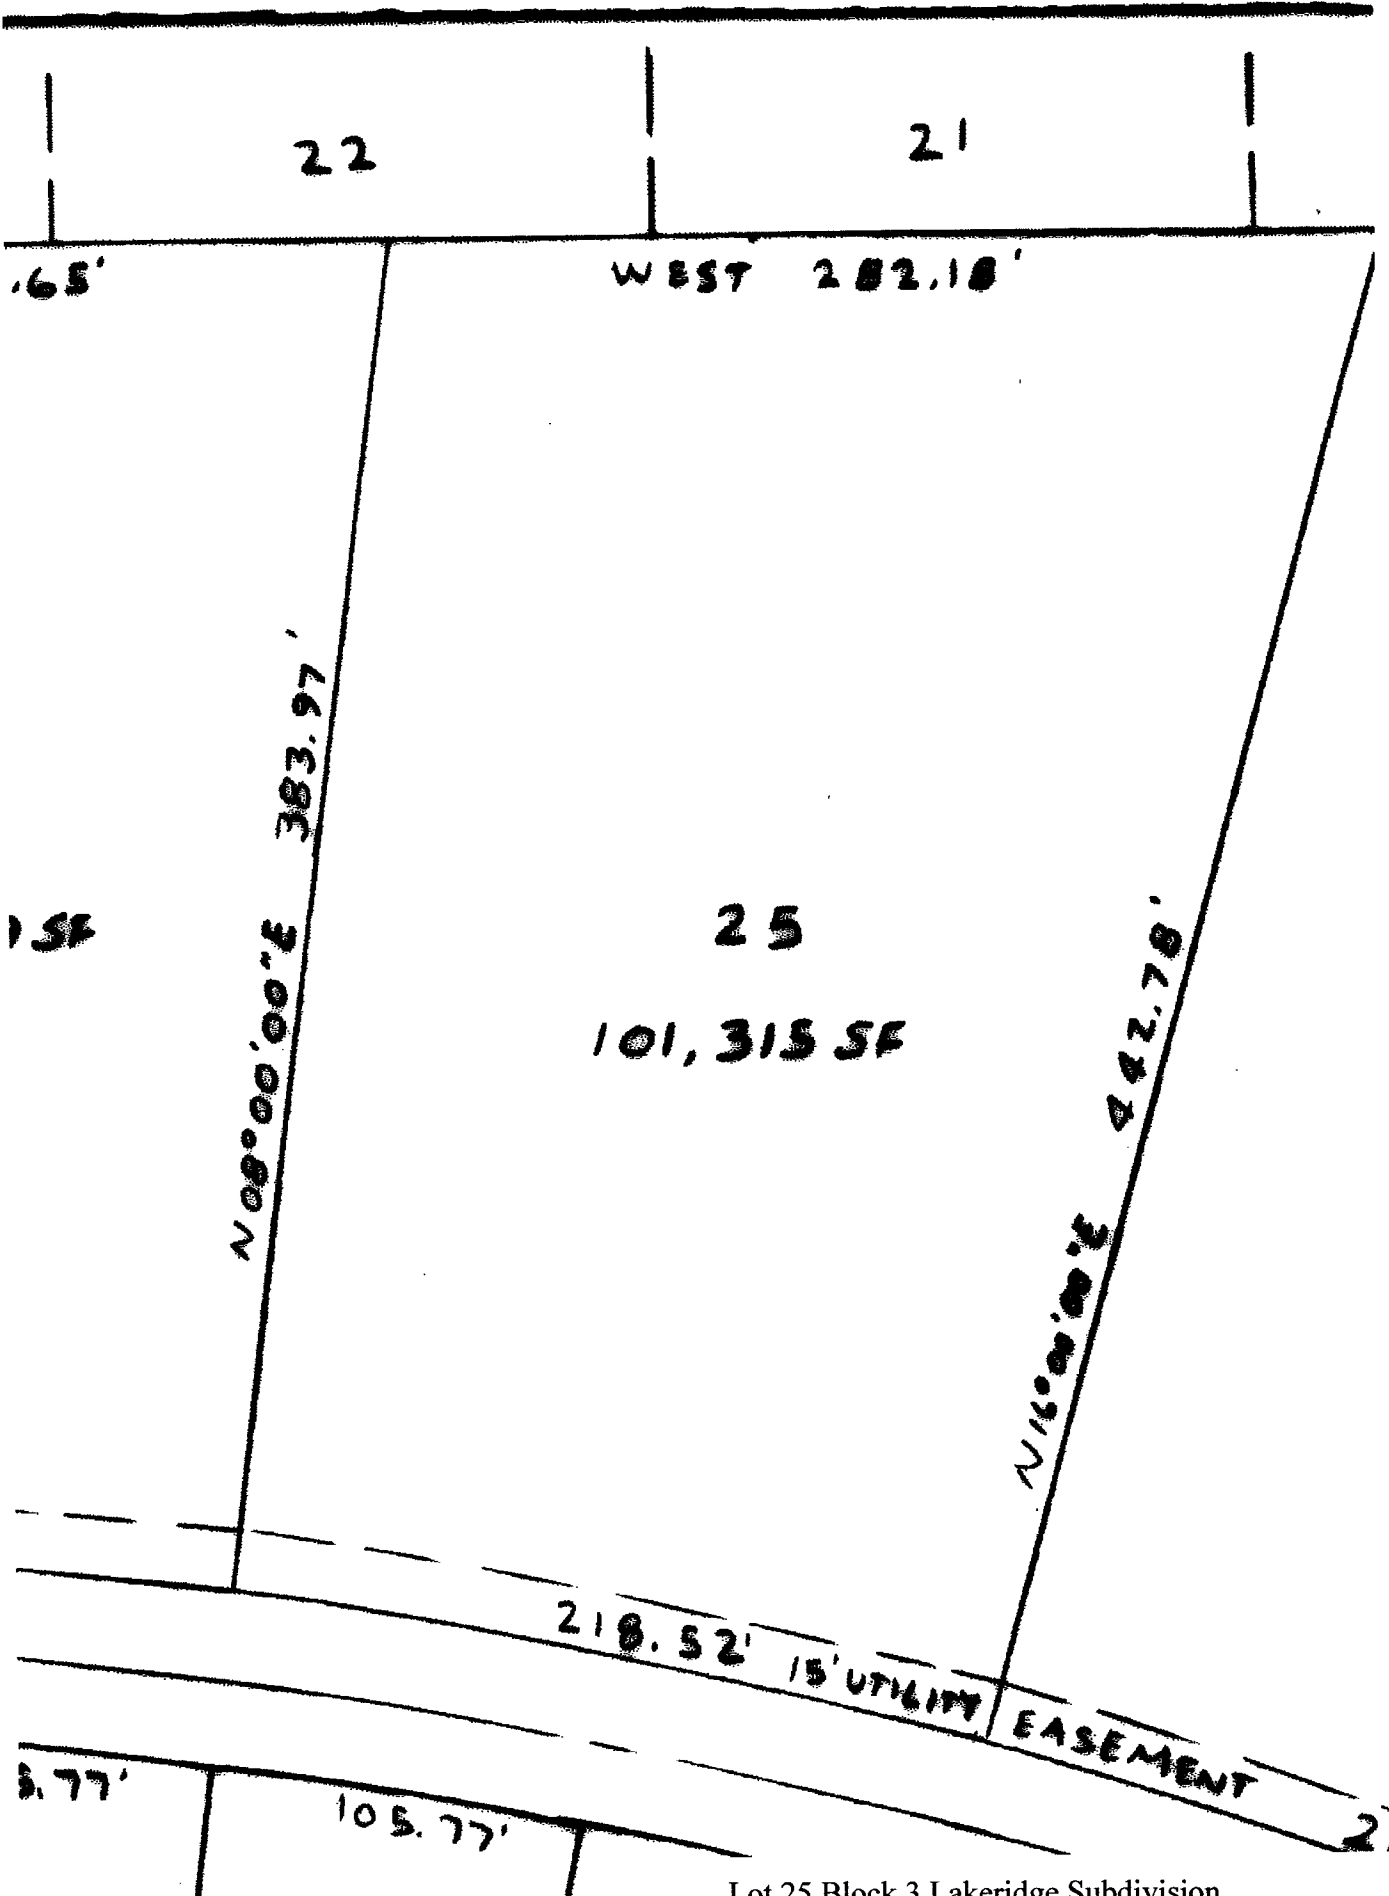 22
21
.65'
WEST 282.18'
N08°00'00"E 383.97'
SF
25
101,315 SF
N16°00'00"E 442.78'
218.52' 15' UTILITY EASEMENT
5.77'
105.77'
Lot 25 Block 3 Lakeridge Subdivision